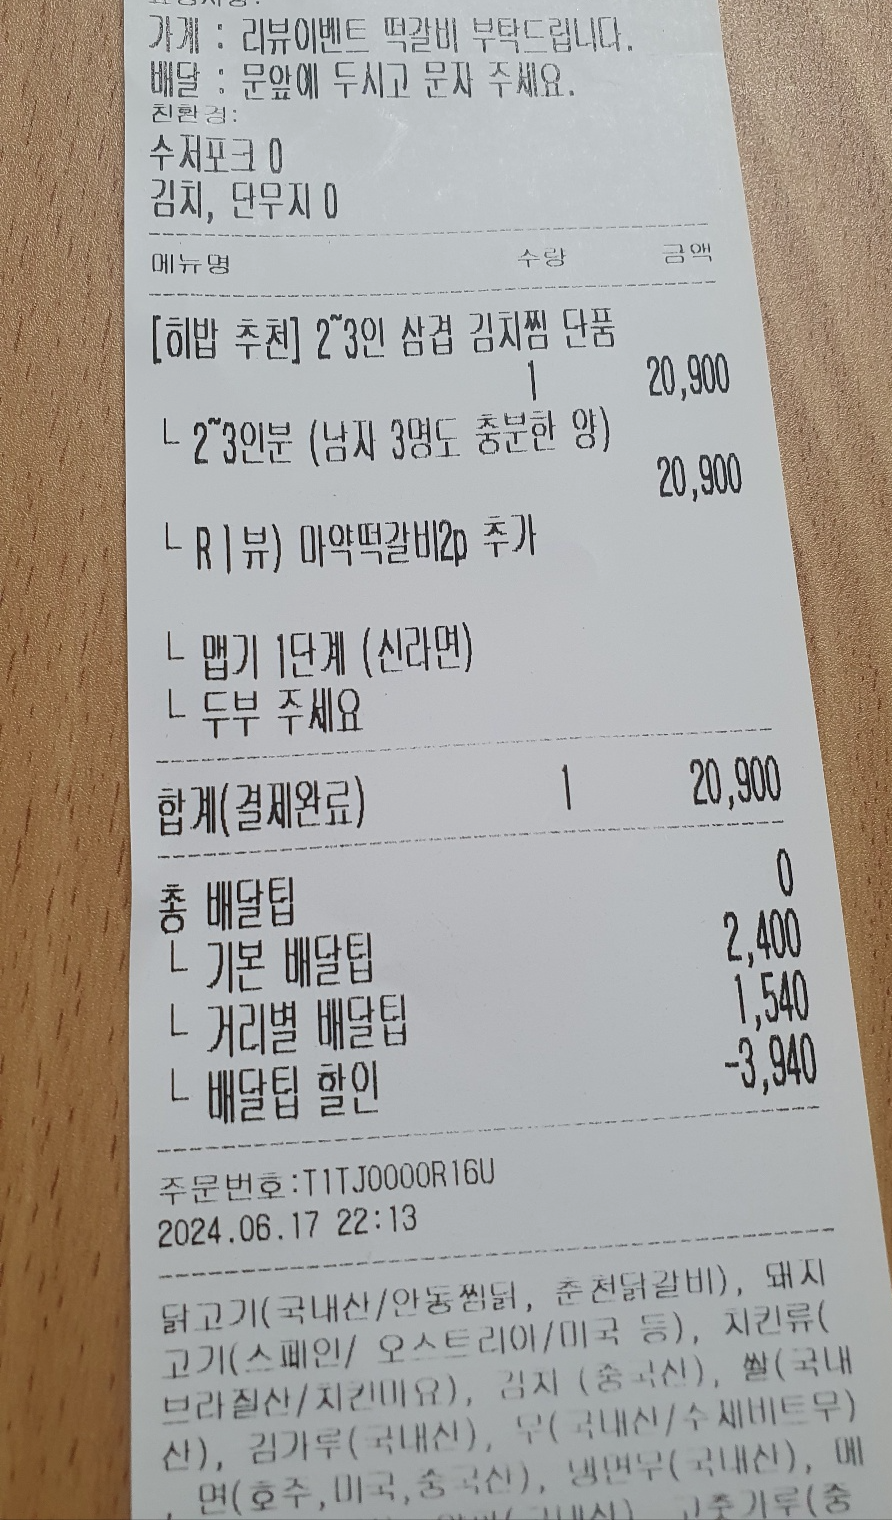 가게 : 리뷰이벤트 떡갈비 부탁드립니다.
배달 : 문앞에 두시고 문자 주세요.
친환경:
수저포크 0
김치, 단무지 0
메뉴명 수량 금액
[히밥 추천] 2~3인 삼겹 김치찜 단품
1 20,900
└ 2~3인분 (남자 3명도 충분한 양)
20,900
└ R|뷰) 마약떡갈비2p 추가
└ 맵기 1단계 (신라면)
└ 두부 주세요
합계(결제완료) 1 20,900
총 배달팁 0
└ 기본 배달팁 2,400
└ 거리별 배달팁 1,540
└ 배달팁 할인 -3,940
주문번호:T1TJ0000R16U
2024.06.17 22:13
닭고기(국내산/안동찜닭, 춘천닭갈비), 돼지
고기(스페인/ 오스트리아/미국 등), 치킨류(
브라질산/치킨마요), 김치 (중국산), 쌀(국내
산), 김가루(국내산), 무(국내산/수제비트무)
, 면(호주,미국,중국산), 냉면무(국내산), 메
고춧가루(중